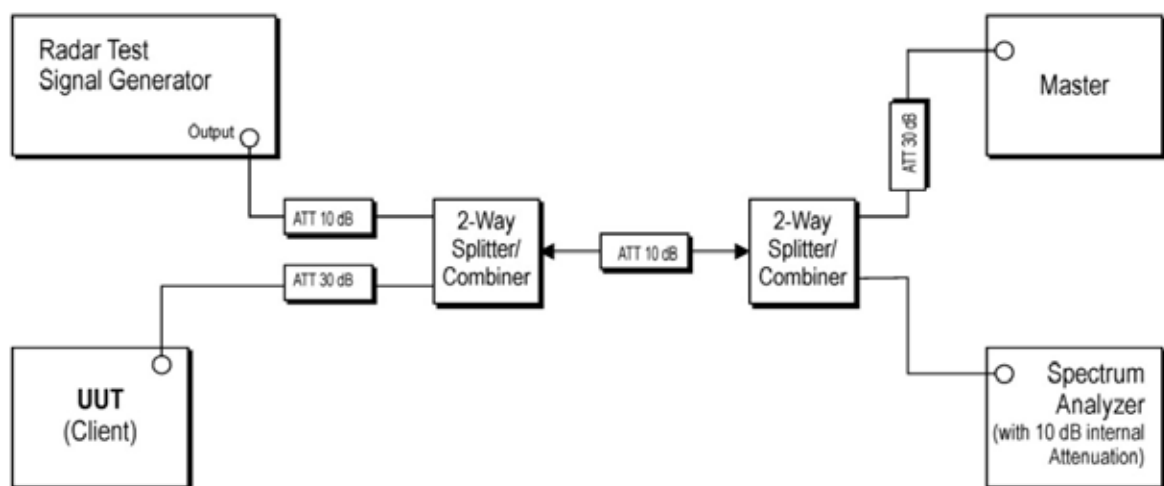 Radar Test
Signal Generator
Output
Master
ATT 30 dB
ATT 10 dB
2-Way
Splitter/
Combiner
ATT 10 dB
2-Way
Splitter/
Combiner
ATT 30 dB
UUT
(Client)
Spectrum
Analyzer
(with 10 dB internal
Attenuation)